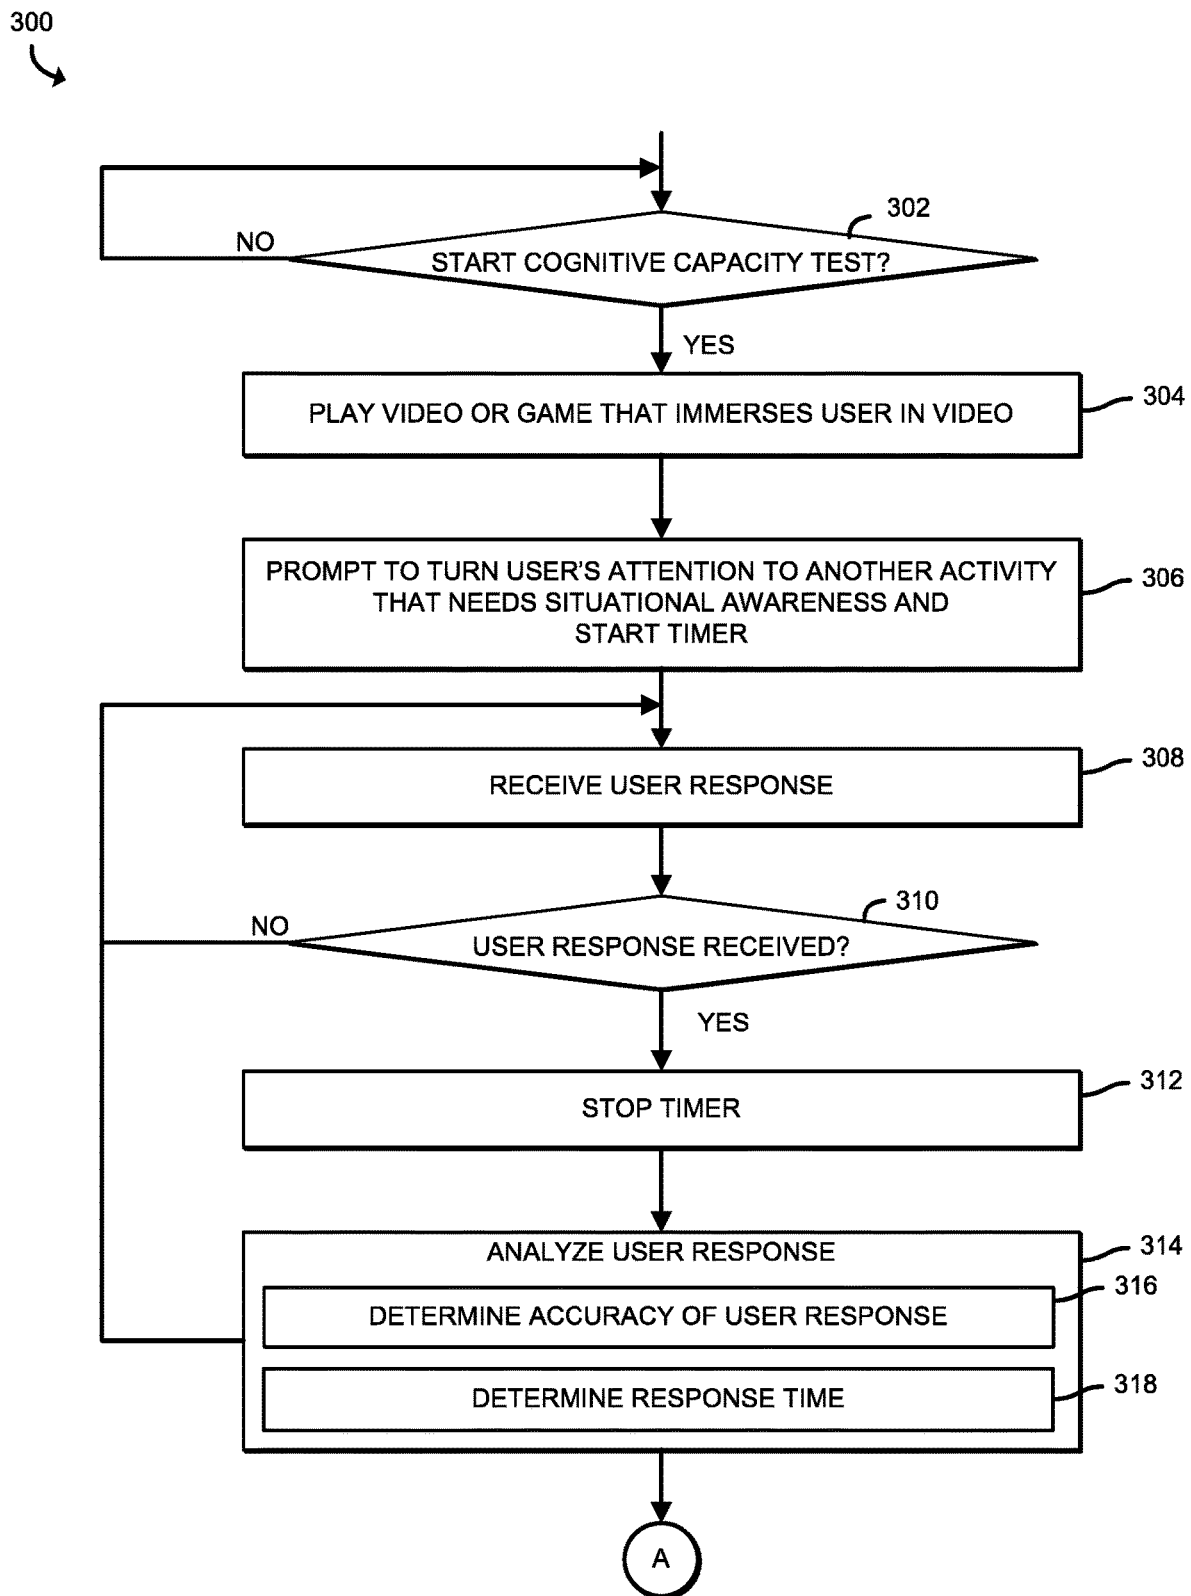 300
302
NO
START COGNITIVE CAPACITY TEST?
YES
PLAY VIDEO OR GAME THAT IMMERSES USER IN VIDEO
304
PROMPT TO TURN USER'S ATTENTION TO ANOTHER ACTIVITY
THAT NEEDS SITUATIONAL AWARENESS AND
START TIMER
306
RECEIVE USER RESPONSE
308
310
NO
USER RESPONSE RECEIVED?
YES
STOP TIMER
312
ANALYZE USER RESPONSE
314
DETERMINE ACCURACY OF USER RESPONSE
316
DETERMINE RESPONSE TIME
318
A